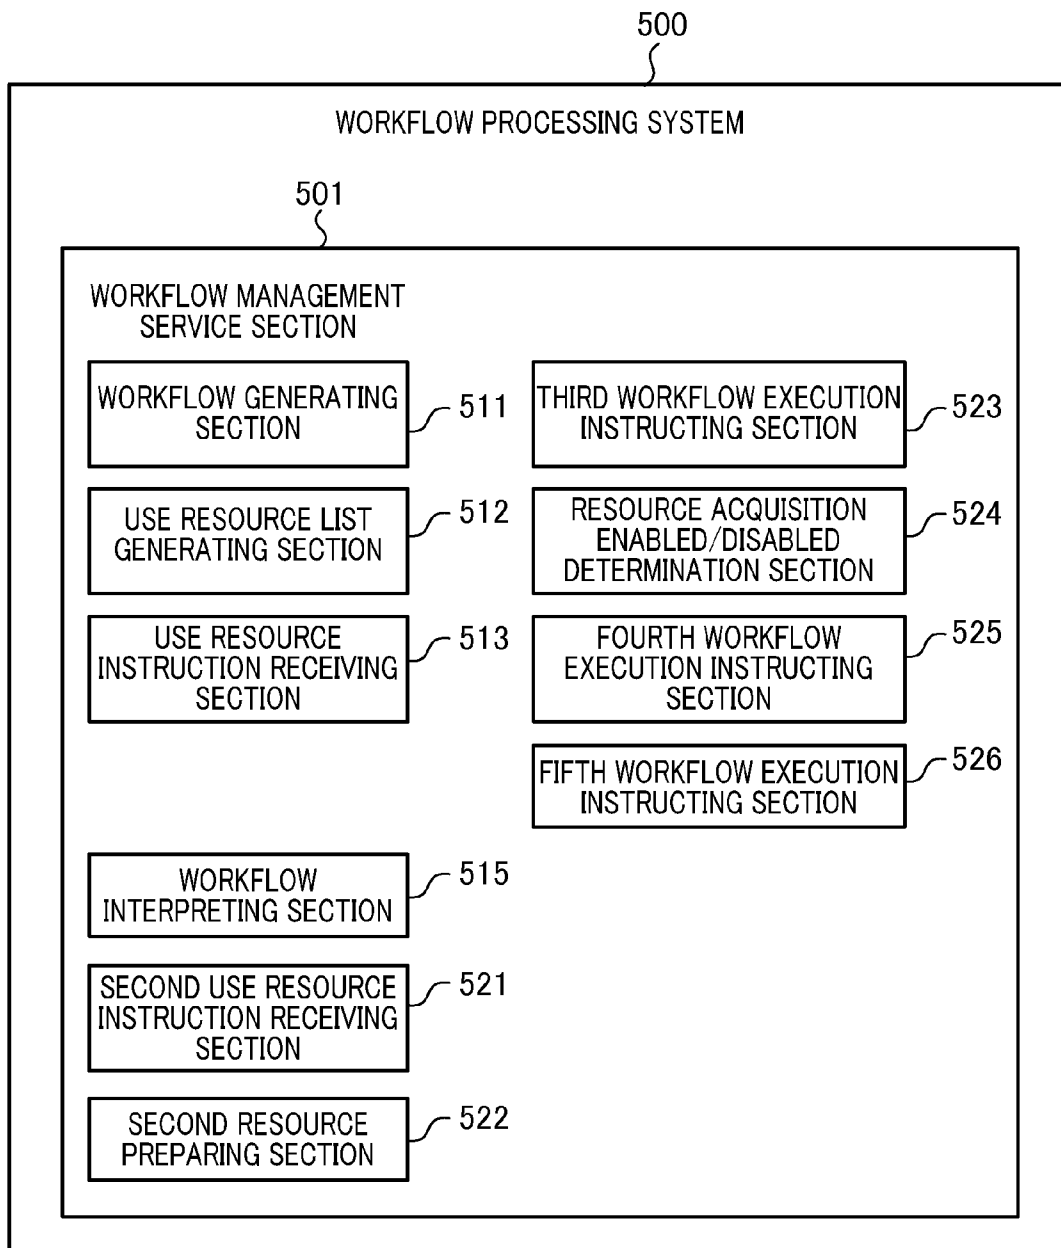 500
WORKFLOW PROCESSING SYSTEM
501
WORKFLOW MANAGEMENT
SERVICE SECTION
WORKFLOW GENERATING
SECTION
511
USE RESOURCE LIST
GENERATING SECTION
512
USE RESOURCE
INSTRUCTION RECEIVING
SECTION
513
WORKFLOW
INTERPRETING SECTION
515
SECOND USE RESOURCE
INSTRUCTION RECEIVING
SECTION
521
SECOND RESOURCE
PREPARING SECTION
522
THIRD WORKFLOW EXECUTION
INSTRUCTING SECTION
523
RESOURCE ACQUISITION
ENABLED/DISABLED
DETERMINATION SECTION
524
FOURTH WORKFLOW
EXECUTION INSTRUCTING
SECTION
525
FIFTH WORKFLOW EXECUTION
INSTRUCTING SECTION
526